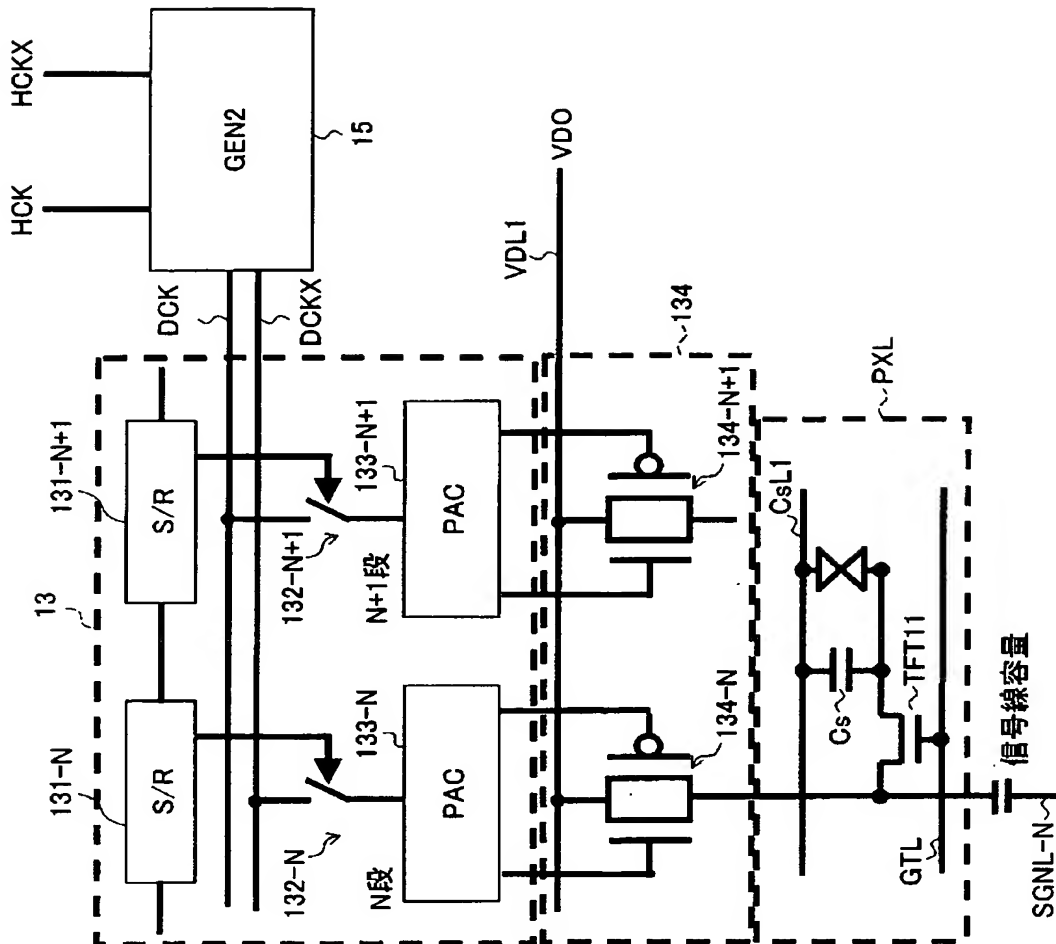 HCK
HCKX
GEN2
15
DCK
DCKX
13
131-N
131-N+1
S/R
S/R
132-N
132-N+1
N段
133-N
PAC
N+1段
133-N+1
PAC
VDL1
VDO
134
134-N
134-N+1
PXL
CsL1
Cs
TFT11
GTL
信号線容量
SGNL-N